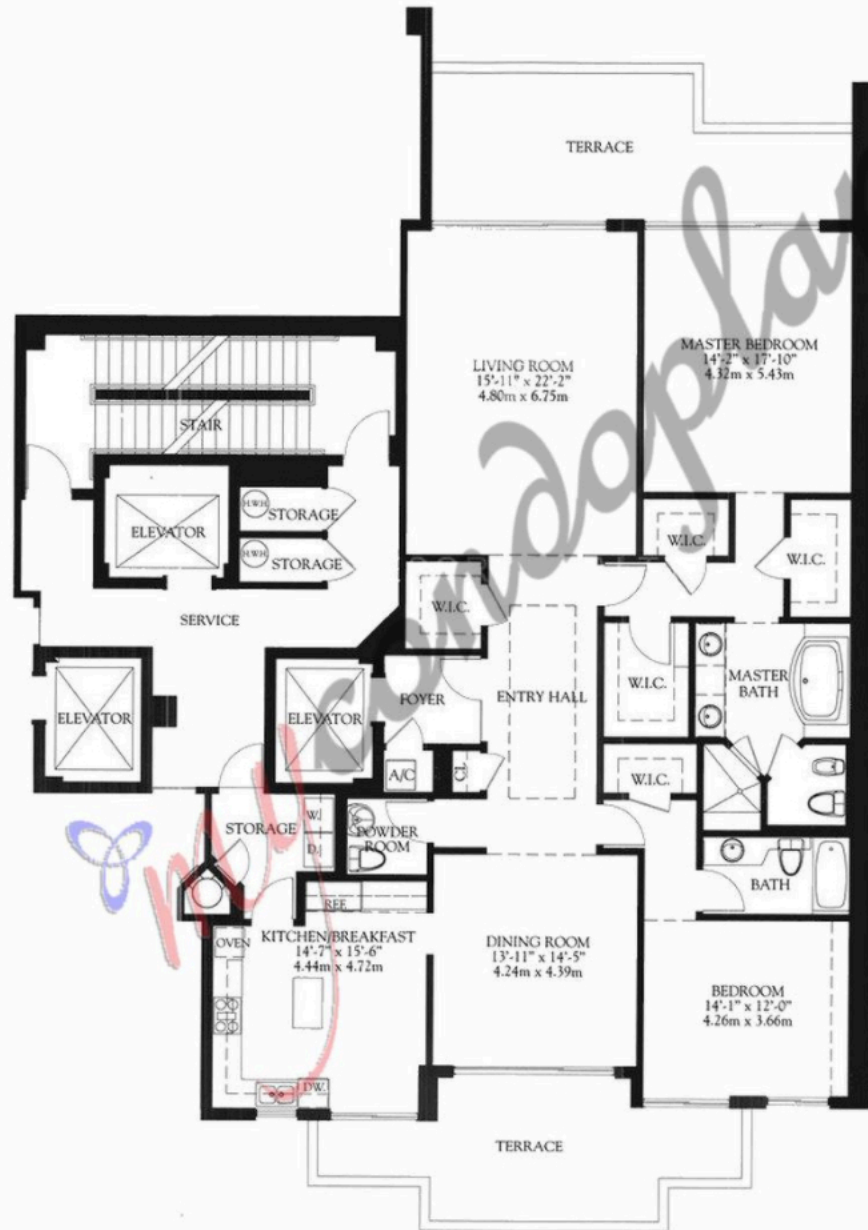 TERRACE
LIVING ROOM
15'-11" x 22'-2"
4.80m x 6.75m
MASTER BEDROOM
14'-2" x 17'-10"
4.32m x 5.43m
STAIR
ELEVATOR
H.W.H.
STORAGE
H.W.H.
STORAGE
W.I.C.
W.I.C.
W.I.C.
SERVICE
ELEVATOR
ELEVATOR
FOYER
ENTRY HALL
W.I.C.
MASTER
BATH
A/C
CL
W.I.C.
STORAGE
W.
D.
POWDER
ROOM
BATH
REF.
OVEN
KITCHEN/BREAKFAST
14'-7" x 15'-6"
4.44m x 4.72m
DINING ROOM
13'-11" x 14'-5"
4.24m x 4.39m
BEDROOM
14'-1" x 12'-0"
4.26m x 3.66m
DW.
TERRACE
my condopla